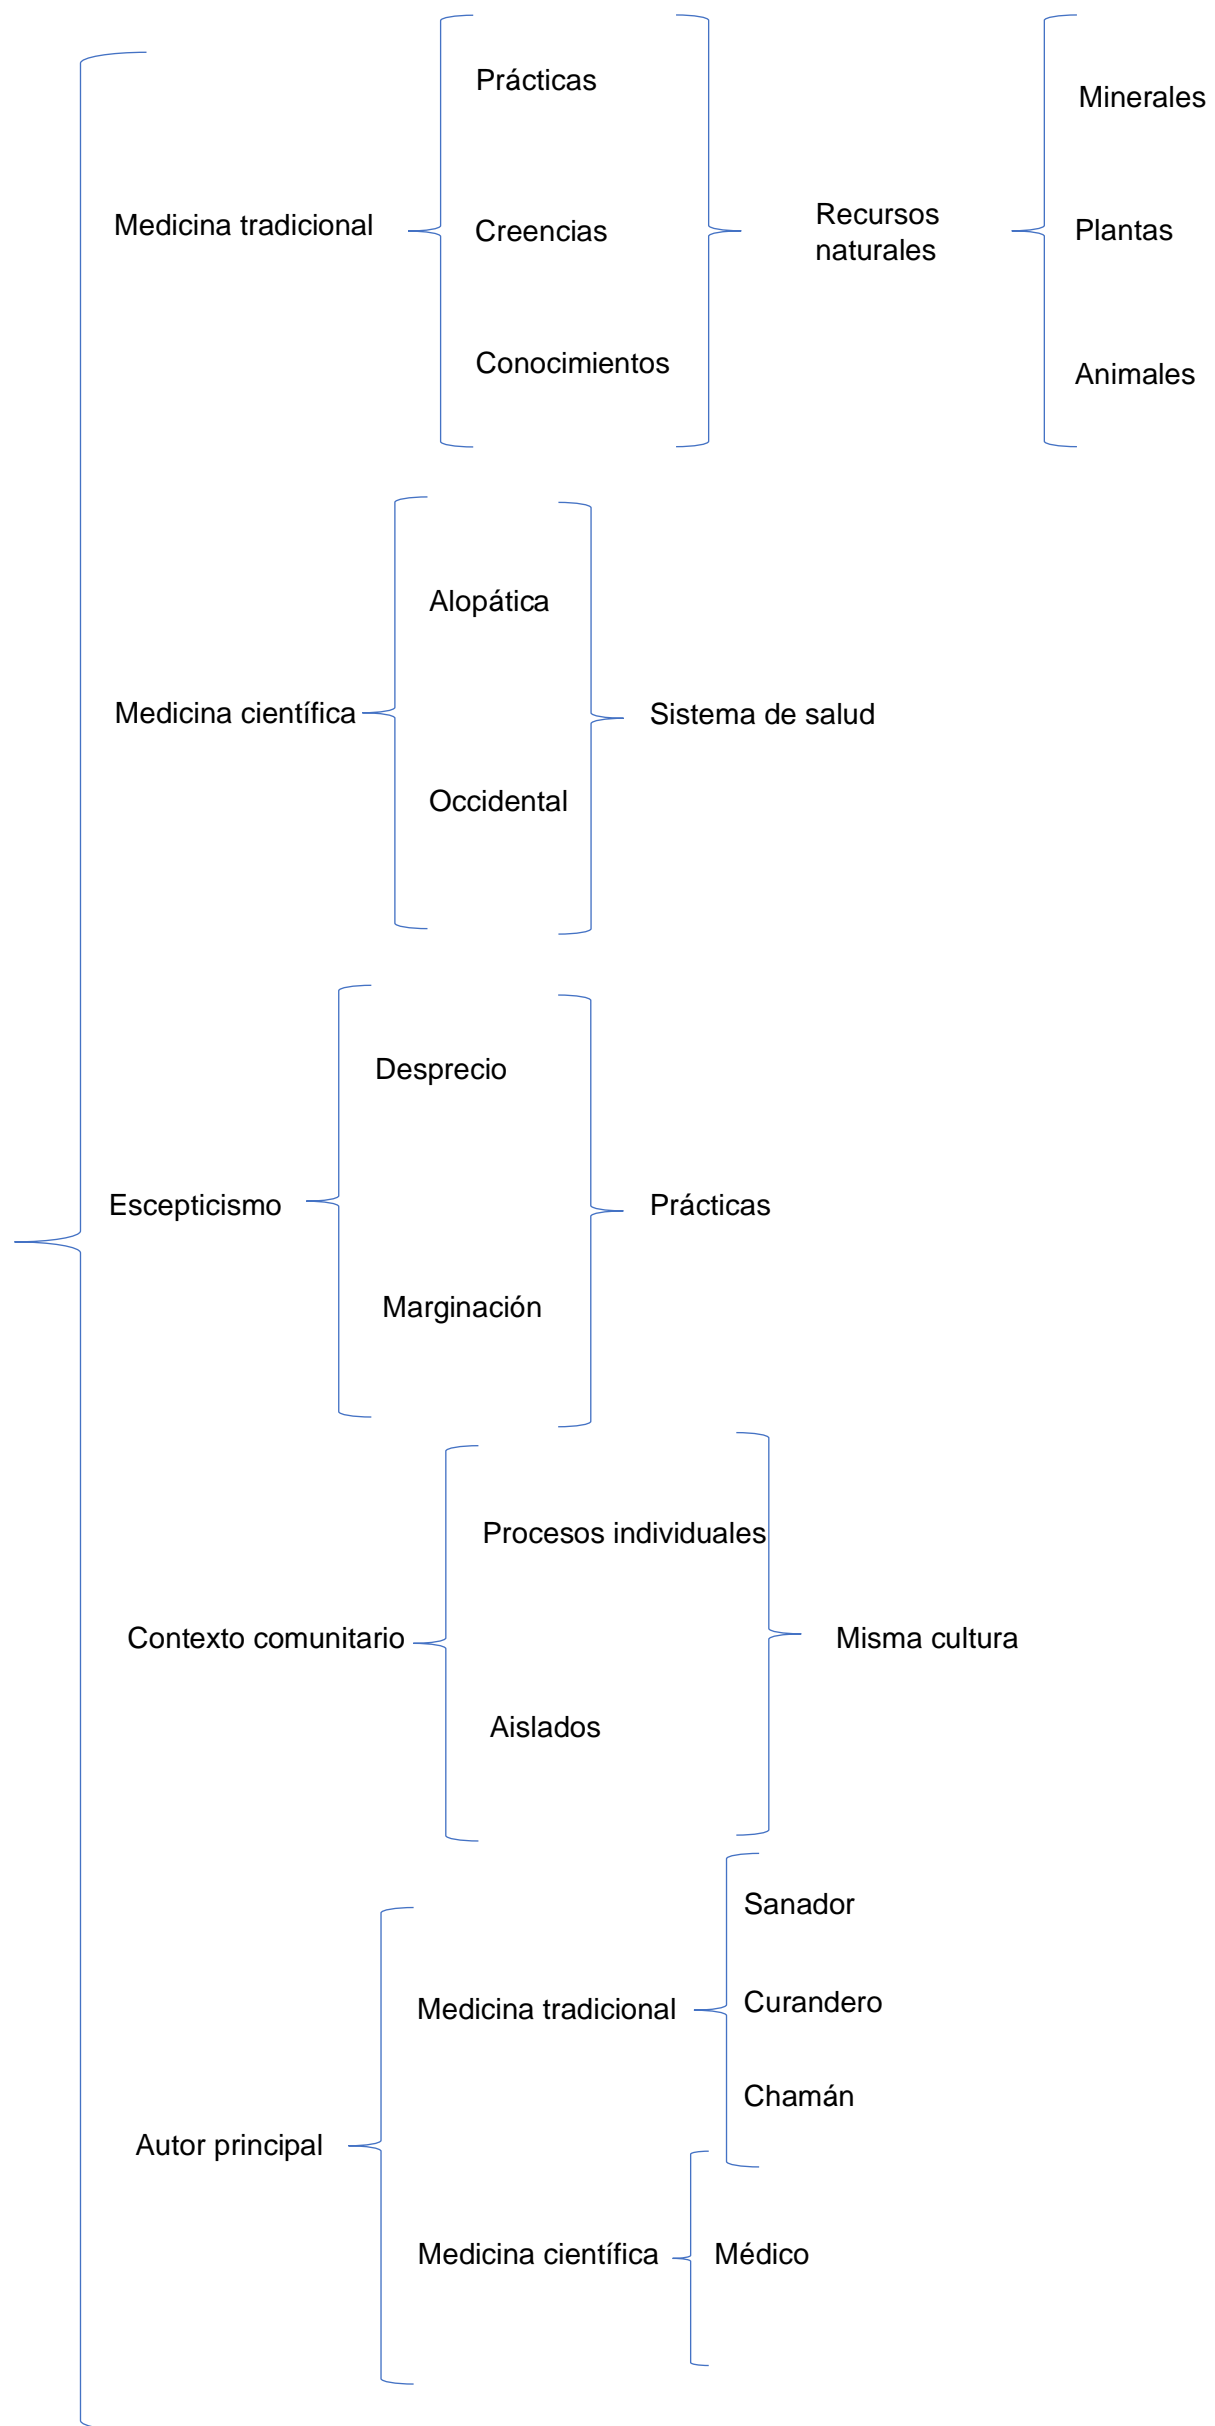 Medicina tradicional
Prácticas
Creencias
Conocimientos
Recursos
naturales
Minerales
Plantas
Animales
Medicina científica
Alopática
Occidental
Sistema de salud
Escepticismo
Desprecio
Marginación
Prácticas
Contexto comunitario
Procesos individuales
Aislados
Misma cultura
Autor principal
Medicina tradicional
Sanador
Curandero
Chamán
Medicina científica
Médico